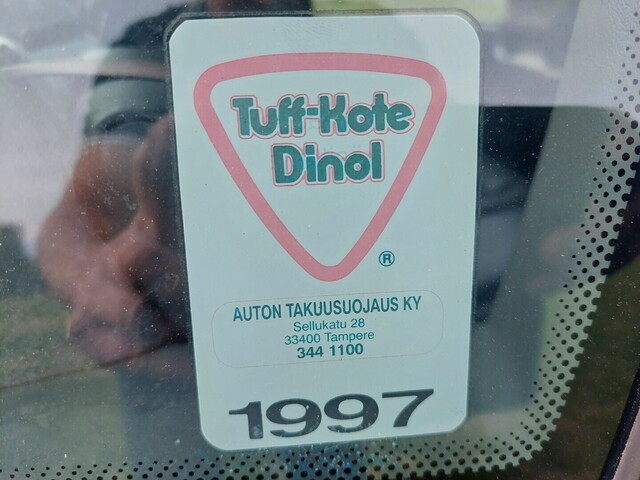 Tuff-Kote
Dinol
®
AUTON TAKUUSUOJAUS KY
Sellukatu 28
33400 Tampere
344 1100
1997